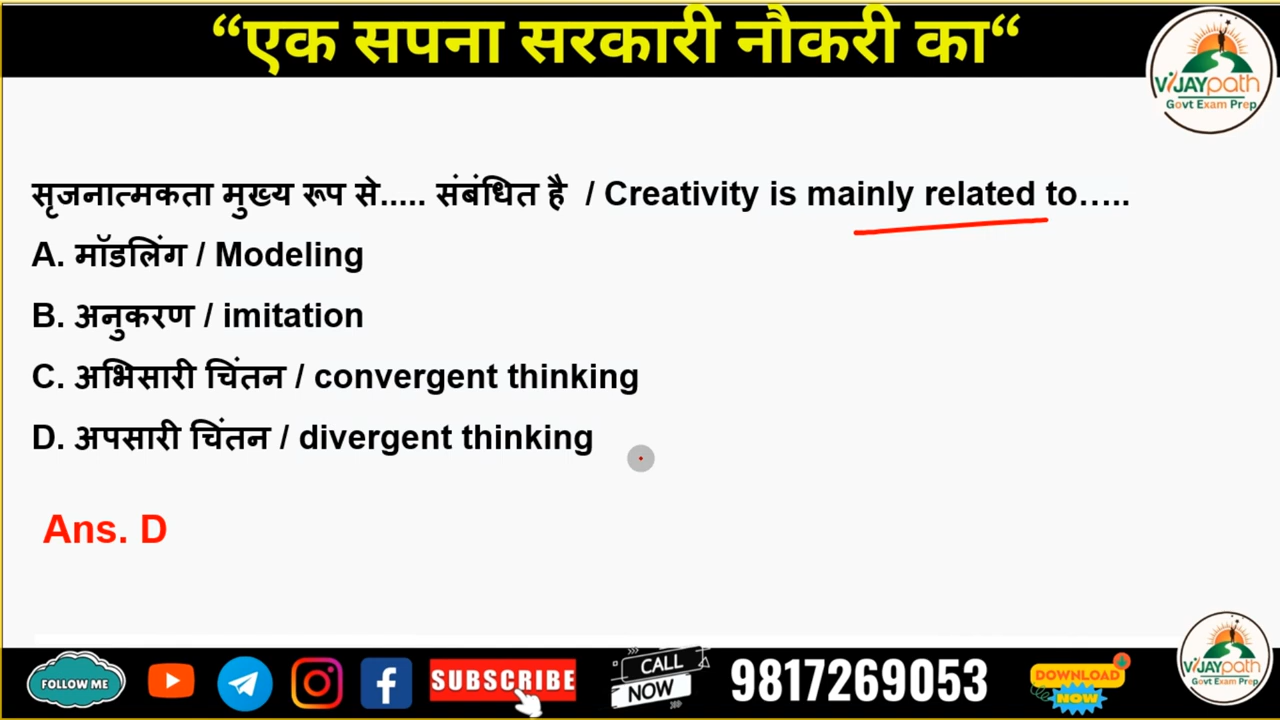 “एक सपना सरकारी नौकरी का“
VIJAYpath
Govt Exam Prep
सृजनात्मकता मुख्य रूप से..... संबंधित है / Creativity is mainly related to…..
A. मॉडलिंग / Modeling
B. अनुकरण / imitation
C. अभिसारी चिंतन / convergent thinking
D. अपसारी चिंतन / divergent thinking
Ans. D
FOLLOW ME
SUBSCRIBE
CALL
NOW
9817269053
DOWNLOAD
NOW
VIJAYpath
Govt Exam Prep